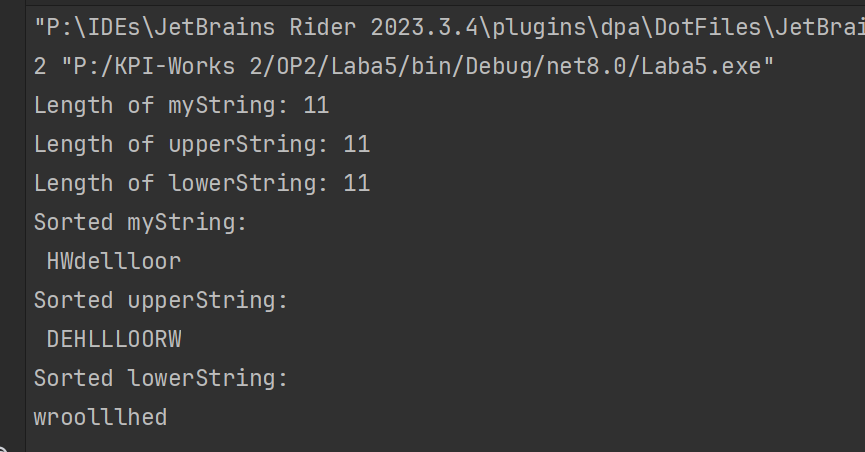 "P:\IDEs\JetBrains Rider 2023.3.4\plugins\dpa\DotFiles\JetBrai
2 "P:/KPI-Works 2/OP2/Laba5/bin/Debug/net8.0/Laba5.exe"
Length of myString: 11
Length of upperString: 11
Length of lowerString: 11
Sorted myString:
 HWdellloor
Sorted upperString:
 DEHLLLOORW
Sorted lowerString:
wroolllhed